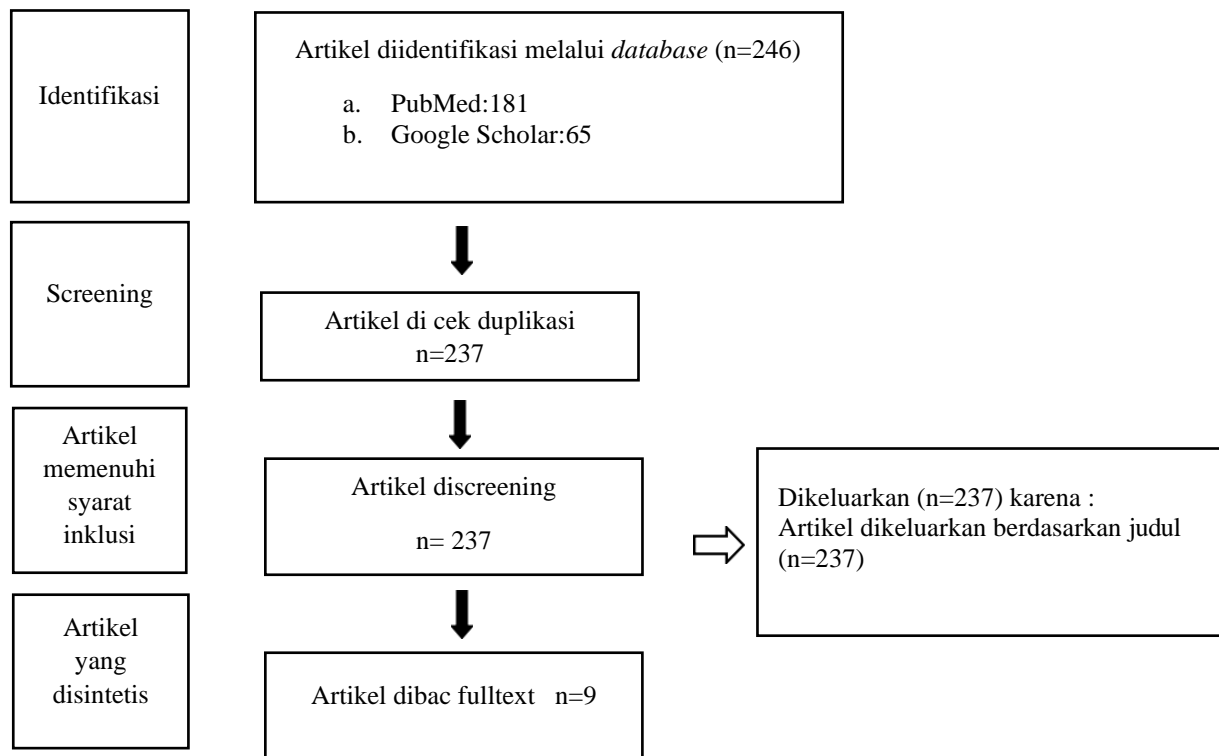 Identifikasi
Artikel diidentifikasi melalui database (n=246)
a. PubMed:181
b. Google Scholar:65
Screening
Artikel di cek duplikasi
n=237
Artikel
memenuhi
syarat
inklusi
Artikel discreening
n= 237
Dikeluarkan (n=237) karena :
Artikel dikeluarkan berdasarkan judul
(n=237)
Artikel
yang
disintetis
Artikel dibac fulltext n=9